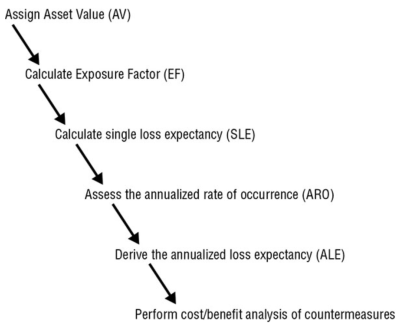 Assign Asset Value (AV)
Calculate Exposure Factor (EF)
Calculate single loss expectancy (SLE)
Assess the annualized rate of occurrence (ARO)
Derive the annualized loss expectancy (ALE)
Perform cost/benefit analysis of countermeasures